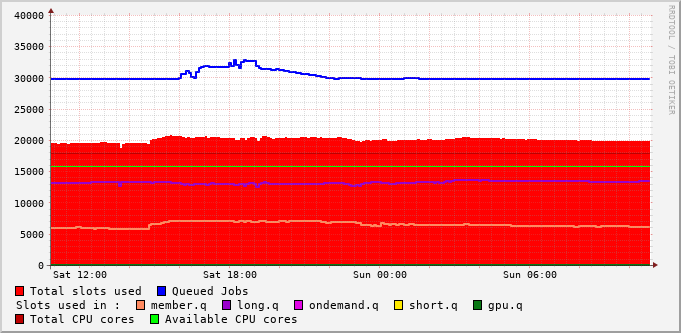 40000
35000
30000
25000
20000
15000
10000
5000
0
Sat 12:00 Sat 18:00 Sun 00:00 Sun 06:00
RRDTOOL / TOBI OETIKER
Total slots used Queued Jobs
Slots used in : member.q long.q ondemand.q short.q gpu.q
Total CPU cores Available CPU cores